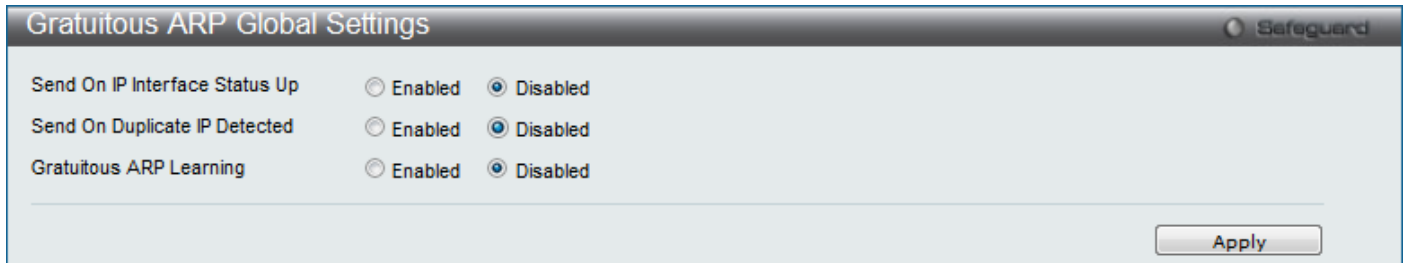 Gratuitous ARP Global Settings
Safeguard
Send On IP Interface Status Up Enabled Disabled
Send On Duplicate IP Detected Enabled Disabled
Gratuitous ARP Learning Enabled Disabled
Apply